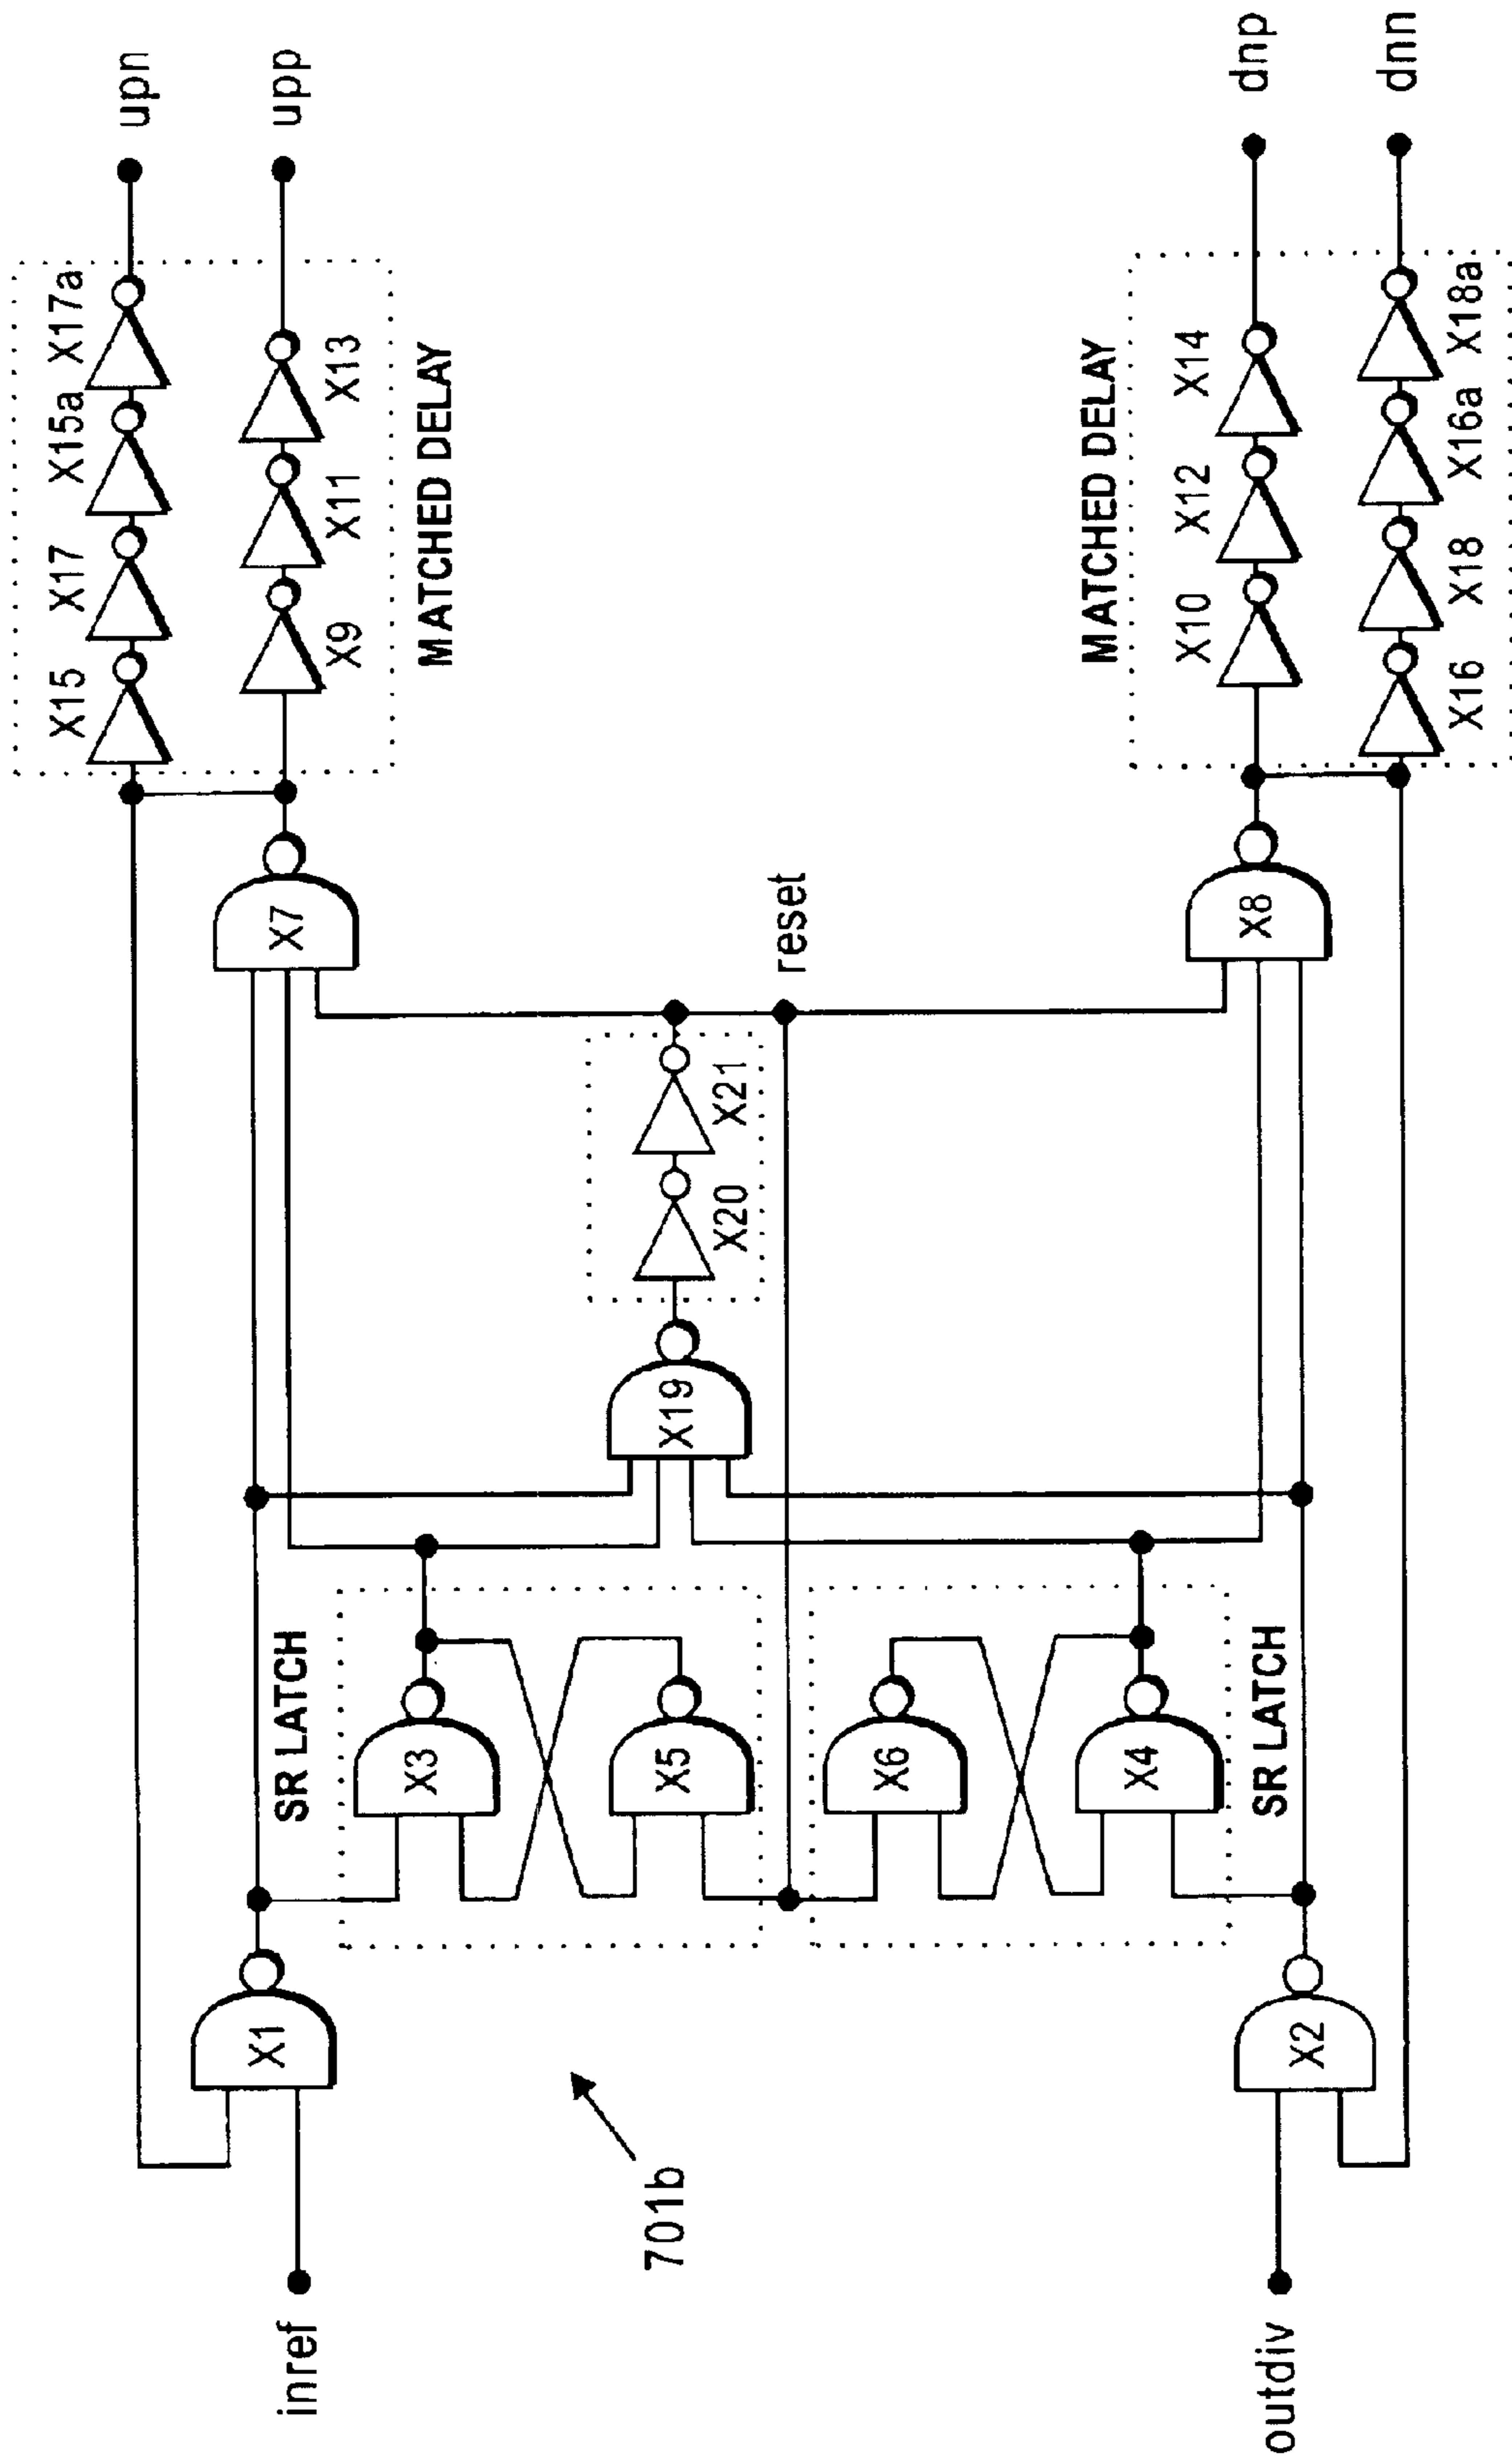 upn
X15
X17
X15a
X17a
upp
X9
X11
X13
MATCHED DELAY
X1
inref
SR LATCH
X3
X5
X7
X19
X20
X21
reset
701b
X6
X4
SR LATCH
X8
MATCHED DELAY
X10
X12
X14
dnp
X2
outdiv
X16
X18
X16a
X18a
dnn